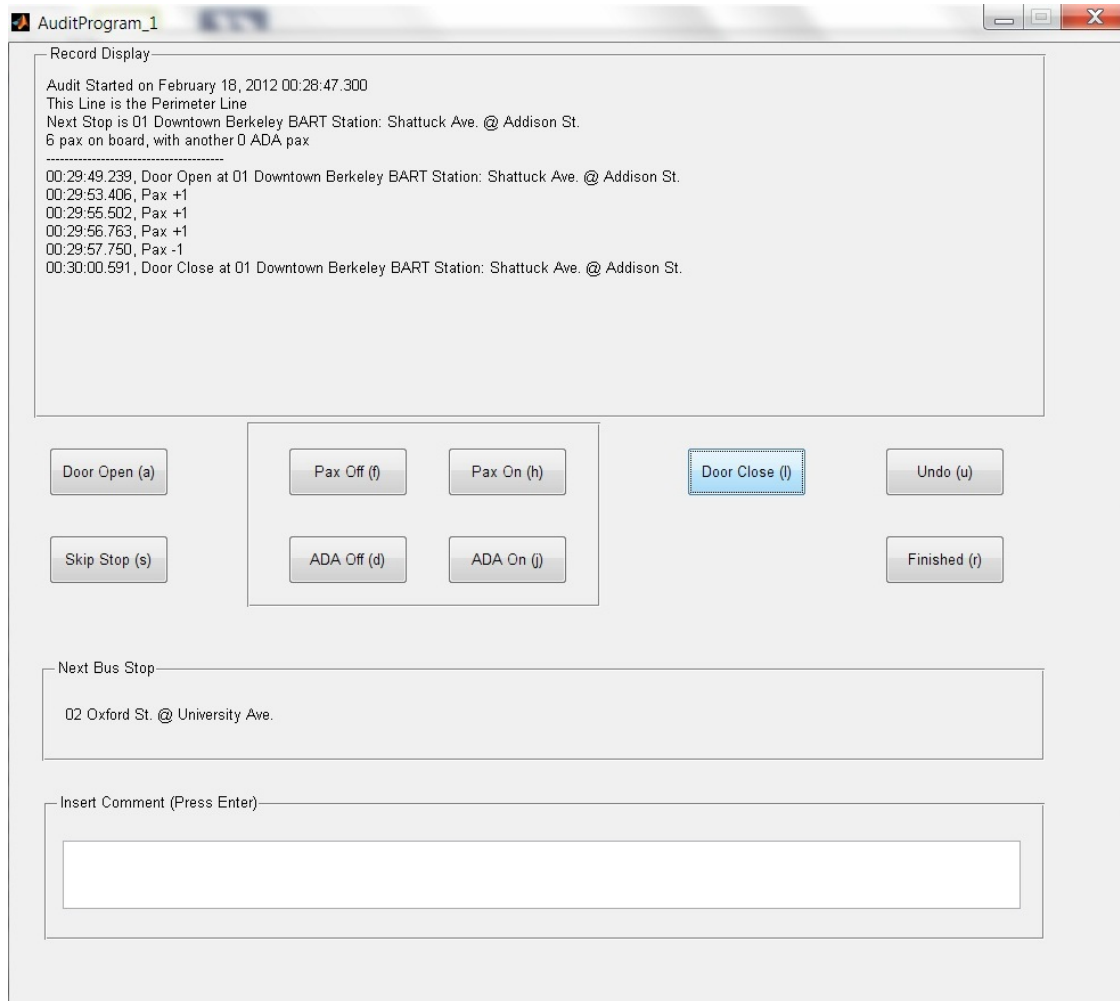 AuditProgram_1
Record Display
Audit Started on February 18, 2012 00:28:47.300
This Line is the Perimeter Line
Next Stop is 01 Downtown Berkeley BART Station: Shattuck Ave. @ Addison St.
6 pax on board, with another 0 ADA pax
---------------------------------------
00:29:49.239, Door Open at 01 Downtown Berkeley BART Station: Shattuck Ave. @ Addison St.
00:29:53.406, Pax +1
00:29:55.502, Pax +1
00:29:56.763, Pax +1
00:29:57.750, Pax -1
00:30:00.591, Door Close at 01 Downtown Berkeley BART Station: Shattuck Ave. @ Addison St.
Door Open (a)
Pax Off (f)
Pax On (h)
Door Close (l)
Undo (u)
Skip Stop (s)
ADA Off (d)
ADA On (j)
Finished (r)
Next Bus Stop
02 Oxford St. @ University Ave.
Insert Comment (Press Enter)